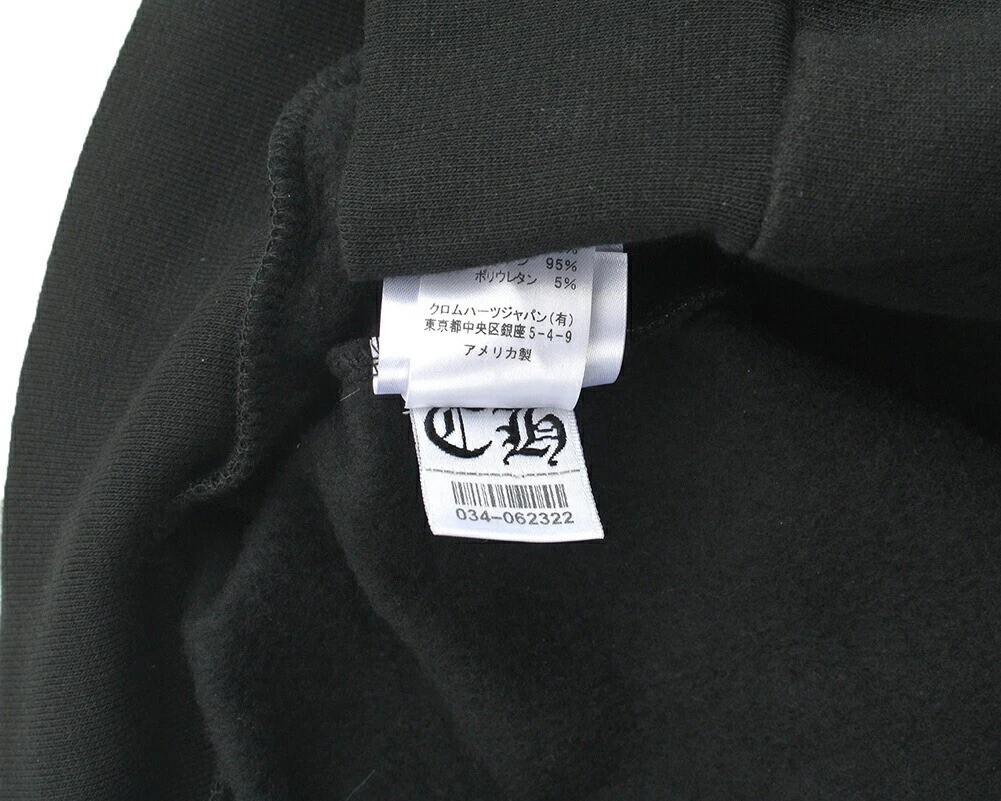 95%
ポリウレタン 5%
クロムハーツジャパン(有)
東京都中央区銀座5-4-9
アメリカ製
CH
034-062322